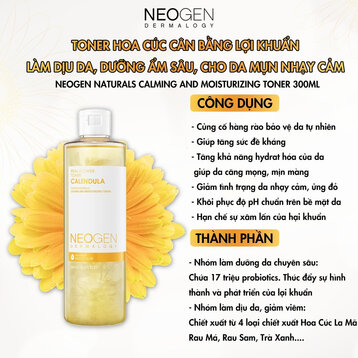 NEOGEN
DERMALOGY
TONER HOA CÚC CÂN BẰNG LỢI KHUẨN
LÀM DỊU DA, DƯỠNG ẨM SÂU, CHO DA MỤN NHẠY CẢM
NEOGEN NATURALS CALMING AND MOISTURIZING TONER 300ML
CÔNG DỤNG
- Củng cố hàng rào bảo vệ da tự nhiên
- Giúp tăng sức đề kháng
- Tăng khả năng hydrat hóa của da
giúp da căng mọng, mịn màng
- Giảm tình trạng da nhạy cảm, ửng đỏ
- Khôi phục độ pH chuẩn trên bề mặt da
- Hạn chế sự xâm lấn của hại khuẩn
THÀNH PHẦN
- Nhóm làm dưỡng da chuyên sâu:
Chứa 17 triệu probiotics. Thúc đẩy sự hình
thành và phát triển của lợi khuẩn
- Nhóm làm dịu da, giảm viêm:
Chiết xuất từ 4 loại chiết xuất Hoa Cúc La Mã
Rau Má, Rau Sam, Trà Xanh....
REAL FLOWER
TONER
CALENDULA
NEOGEN
DERMALOGY